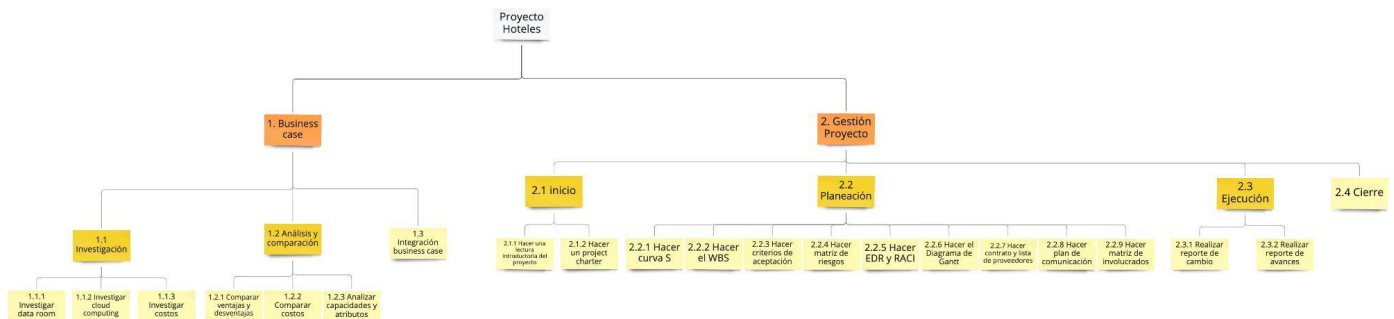 Proyecto
Hoteles
1. Business
case
2. Gestión
Proyecto
1.1
Investigación
1.2 Análisis y
comparación
1.3
Integración
business case
2.1 inicio
2.2
Planeación
2.3
Ejecución
2.4 Cierre
1.1.1
Investigar
data room
1.1.2 Investigar
cloud
computing
1.1.3
Investigar
costos
1.2.1 Comparar
ventajas y
desventajas
1.2.2
Comparar
costos
1.2.3 Analizar
capacidades y
atributos
2.1.1 Hacer una
lectura
introductoria del
proyecto
2.1.2 Hacer
un project
charter
2.2.1 Hacer
curva S
2.2.2 Hacer
el WBS
2.2.3 Hacer
criterios de
aceptación
2.2.4 Hacer
matriz de
riesgos
2.2.5 Hacer
EDR y RACI
2.2.6 Hacer el
Diagrama de
Gantt
2.2.7 Hacer
contrato y lista
de proveedores
2.2.8 Hacer
plan de
comunicación
2.2.9 Hacer
matriz de
involucrados
2.3.1 Realizar
reporte de
cambio
2.3.2 Realizar
reporte de
avances